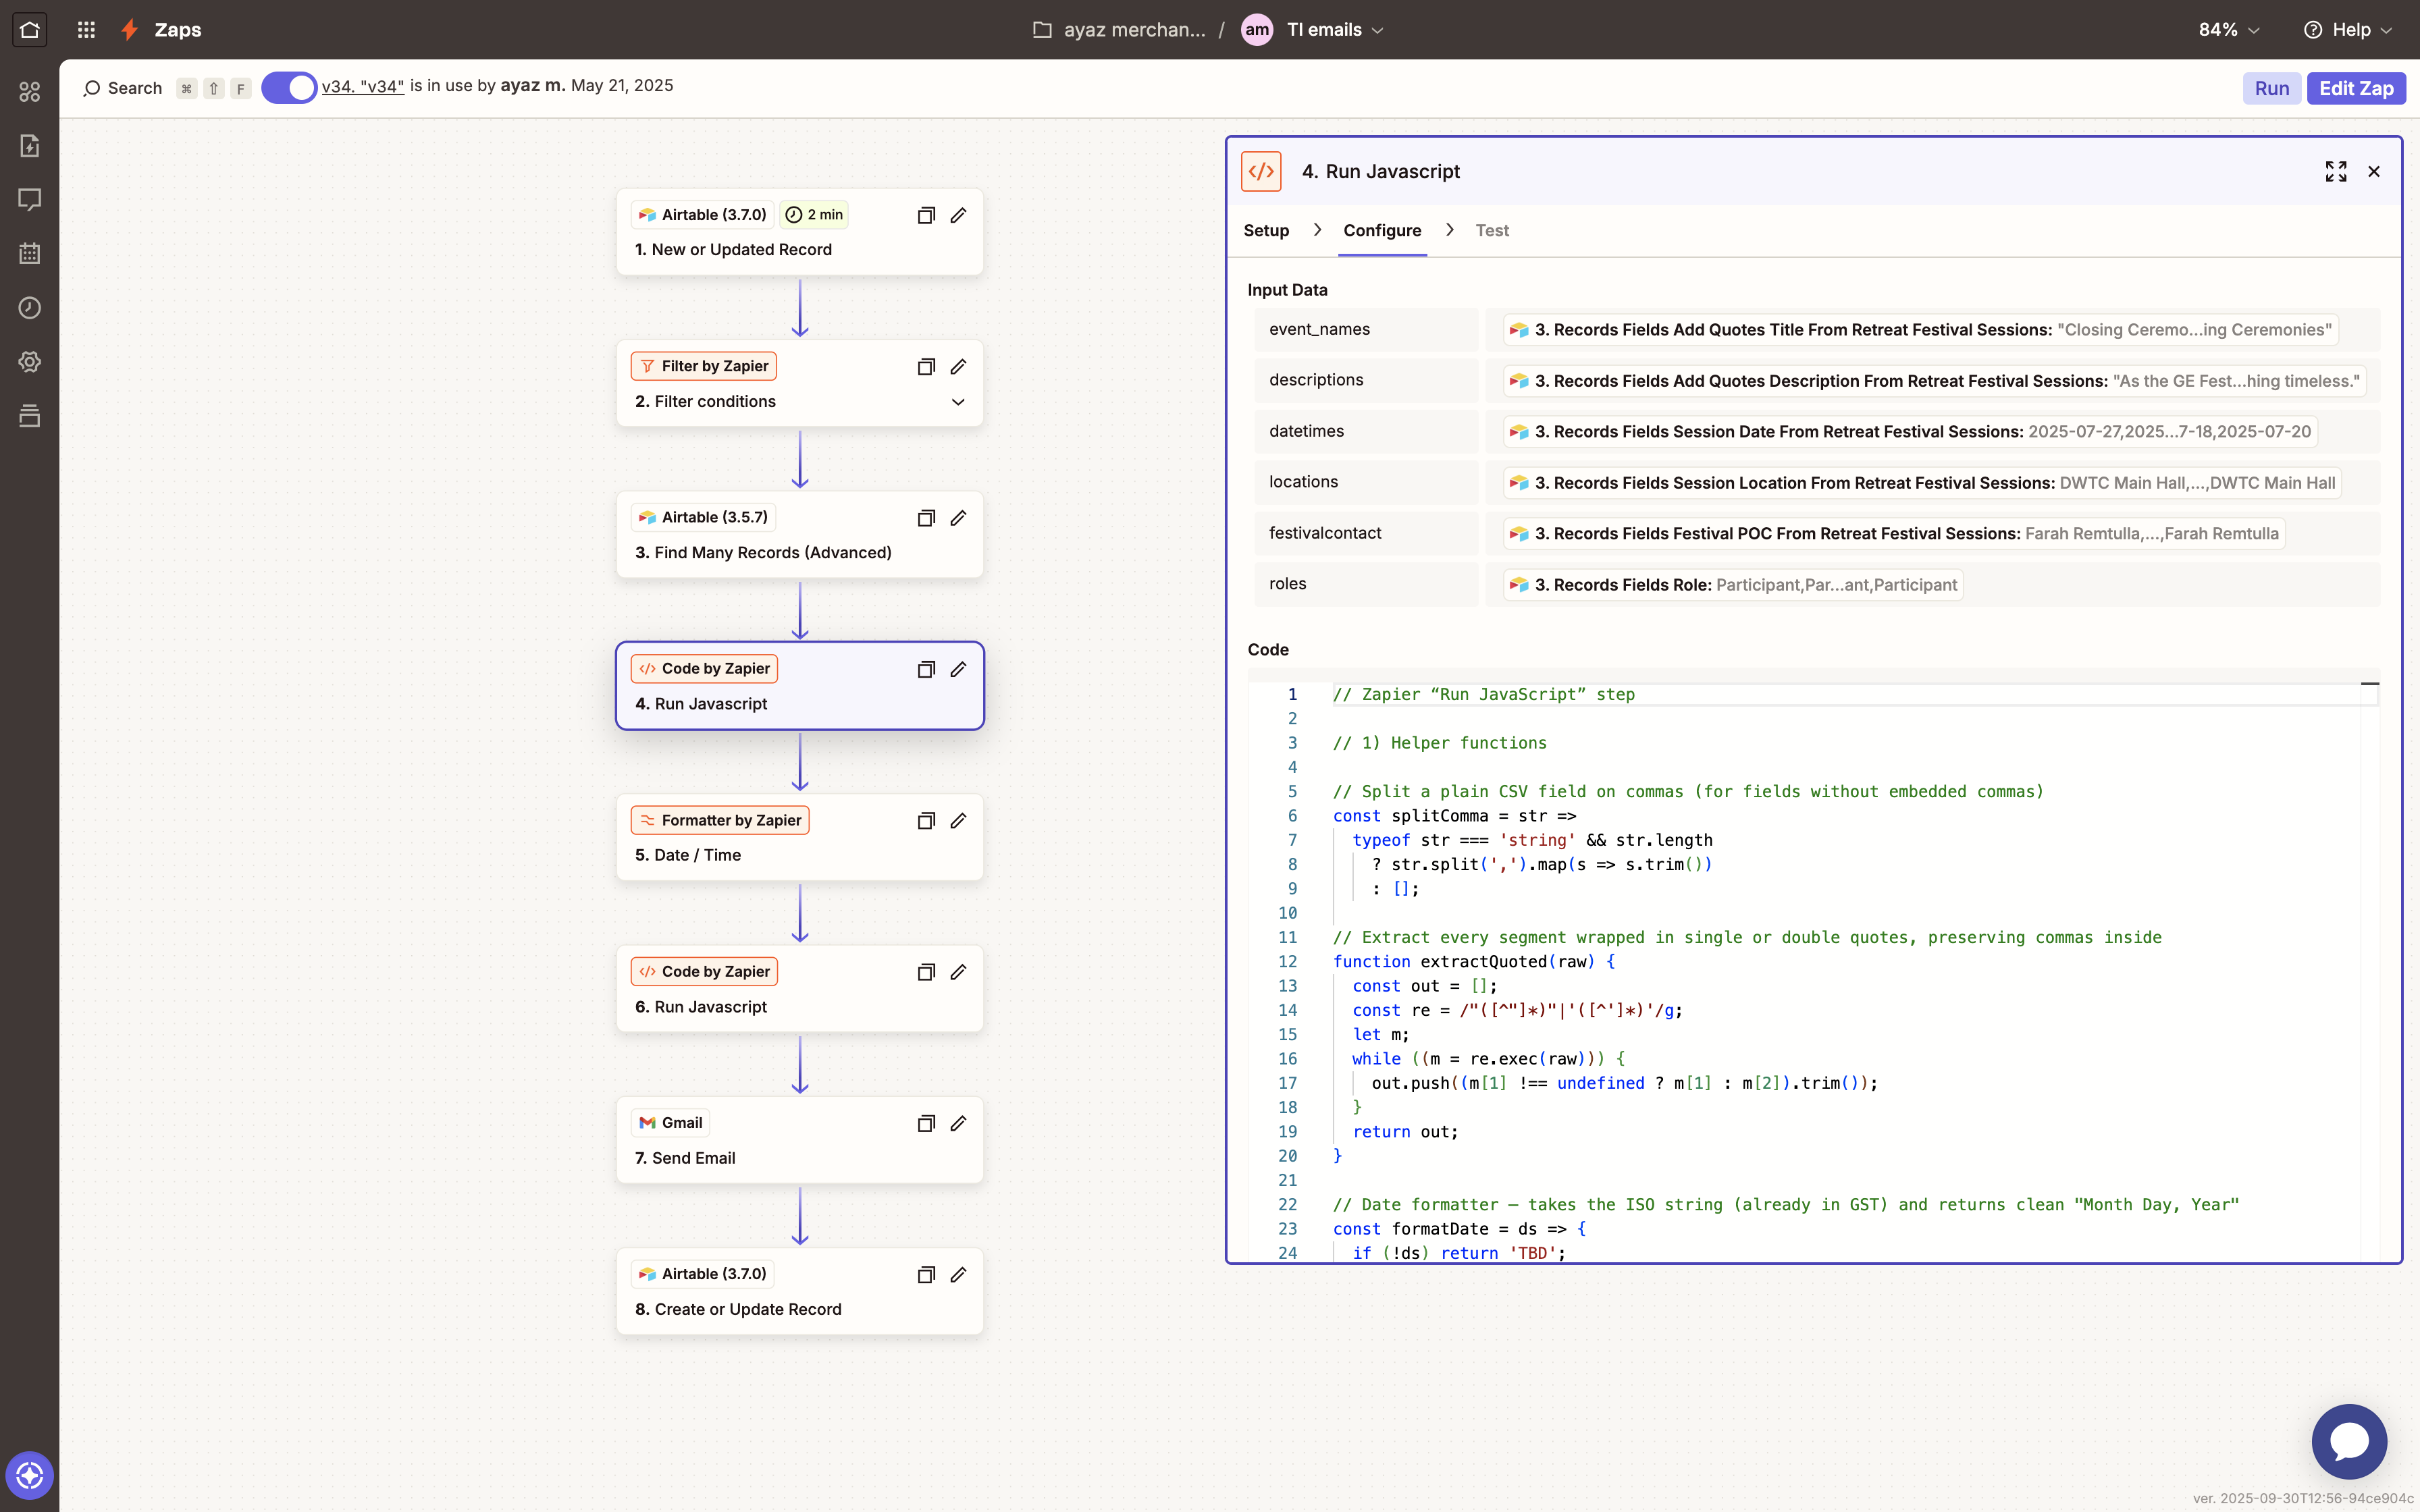 Zaps
ayaz merchan... / am TI emails
84% Help
Search ⌘ ⇧ F v34. "v34" is in use by ayaz m. May 21, 2025
Run Edit Zap
Airtable (3.7.0) 2 min
1. New or Updated Record
Filter by Zapier
2. Filter conditions
Airtable (3.5.7)
3. Find Many Records (Advanced)
Code by Zapier
4. Run Javascript
Formatter by Zapier
5. Date / Time
Code by Zapier
6. Run Javascript
Gmail
7. Send Email
Airtable (3.7.0)
8. Create or Update Record
4. Run Javascript
Setup Configure Test
Input Data
event_names 3. Records Fields Add Quotes Title From Retreat Festival Sessions: "Closing Ceremo...ing Ceremonies"
descriptions 3. Records Fields Add Quotes Description From Retreat Festival Sessions: "As the GE Fest...hing timeless."
datetimes 3. Records Fields Session Date From Retreat Festival Sessions: 2025-07-27,2025...7-18,2025-07-20
locations 3. Records Fields Session Location From Retreat Festival Sessions: DWTC Main Hall,...,DWTC Main Hall
festivalcontact 3. Records Fields Festival POC From Retreat Festival Sessions: Farah Remtulla,...,Farah Remtulla
roles 3. Records Fields Role: Participant,Par...ant,Participant
Code
1 // Zapier “Run JavaScript” step
2
3 // 1) Helper functions
4
5 // Split a plain CSV field on commas (for fields without embedded commas)
6 const splitComma = str =>
7 typeof str === 'string' && str.length
8 ? str.split(',').map(s => s.trim())
9 : [];
10
11 // Extract every segment wrapped in single or double quotes, preserving commas inside
12 function extractQuoted(raw) {
13 const out = [];
14 const re = /"([^"]*)"|'([^']*)'/g;
15 let m;
16 while ((m = re.exec(raw))) {
17 out.push((m[1] !== undefined ? m[1] : m[2]).trim());
18 }
19 return out;
20 }
21
22 // Date formatter — takes the ISO string (already in GST) and returns clean "Month Day, Year"
23 const formatDate = ds => {
24 if (!ds) return 'TBD';
ver. 2025-09-30T12:56-94ce904c